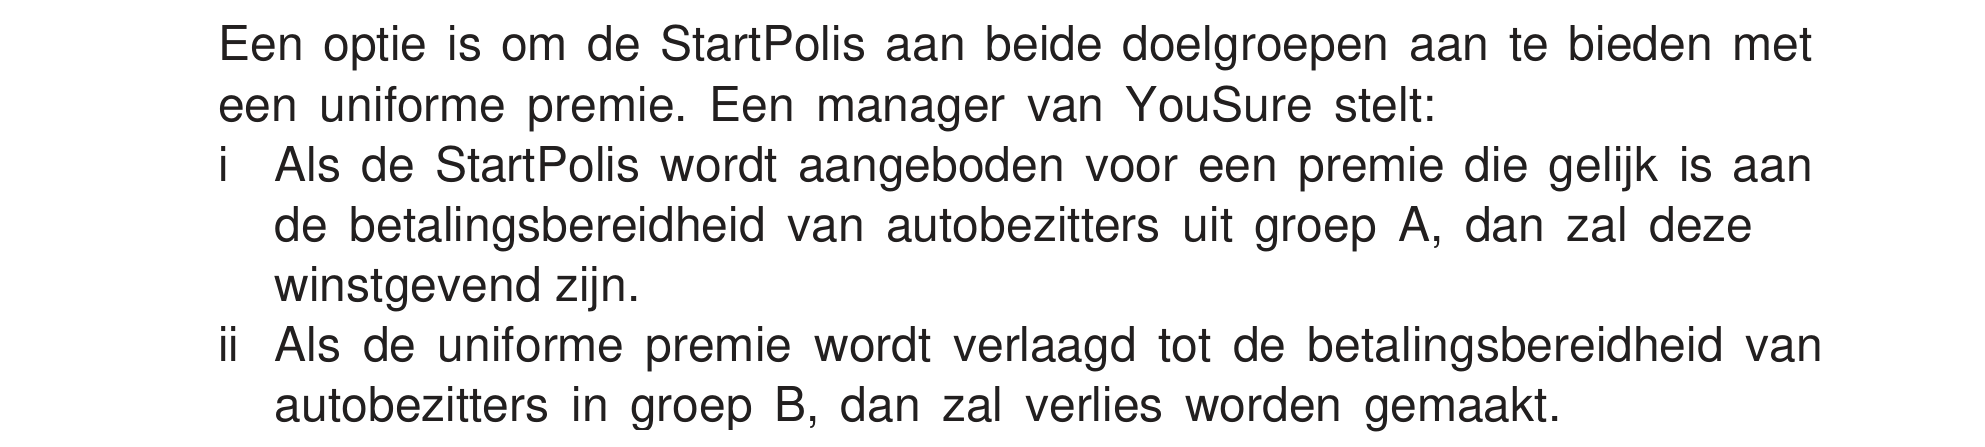 Een optie is om de StartPolis aan beide doelgroepen aan te bieden met
een uniforme premie. Een manager van YouSure stelt:
i Als de StartPolis wordt aangeboden voor een premie die gelijk is aan
de betalingsbereidheid van autobezitters uit groep A, dan zal deze
winstgevend zijn.
ii Als de uniforme premie wordt verlaagd tot de betalingsbereidheid van
autobezitters in groep B, dan zal verlies worden gemaakt.